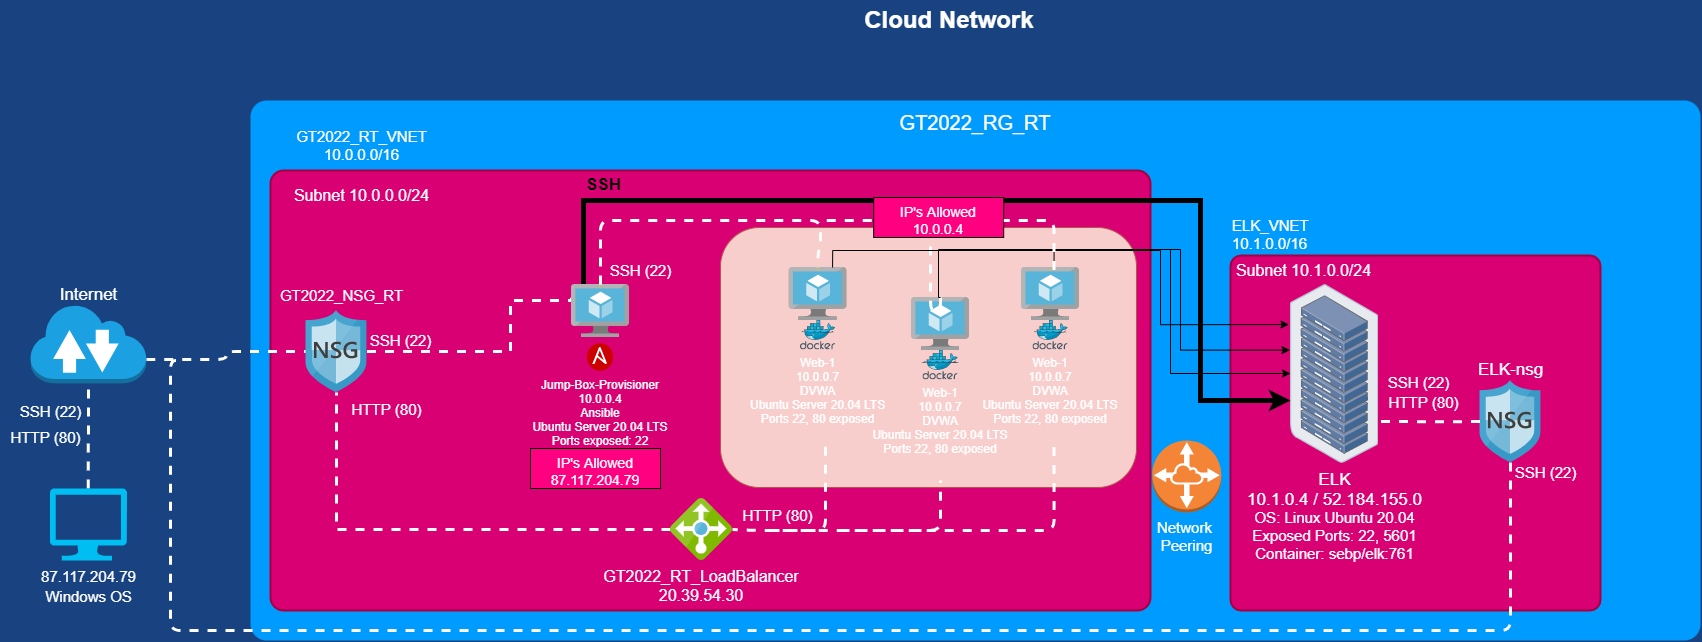 Cloud Network
GT2022_RG_RT
GT2022_RT_VNET
10.0.0.0/16
Subnet 10.0.0.0/24
SSH
IP's Allowed
10.0.0.4
SSH (22)
Internet
GT2022_NSG_RT
NSG
SSH (22)
HTTP (80)
SSH (22)
HTTP (80)
87.117.204.79
Windows OS
Jump-Box-Provisioner
10.0.0.4
Ansible
Ubuntu Server 20.04 LTS
Ports exposed: 22
IP's Allowed
87.117.204.79
docker
Web-1
10.0.0.7
DVWA
Ubuntu Server 20.04 LTS
Ports 22, 80 exposed
docker
Web-1
10.0.0.7
DVWA
Ubuntu Server 20.04 LTS
Ports 22, 80 exposed
docker
Web-1
10.0.0.7
DVWA
Ubuntu Server 20.04 LTS
Ports 22, 80 exposed
HTTP (80)
GT2022_RT_LoadBalancer
20.39.54.30
Network
Peering
ELK_VNET
10.1.0.0/16
Subnet 10.1.0.0/24
SSH (22)
HTTP (80)
ELK-nsg
NSG
SSH (22)
ELK
10.1.0.4 / 52.184.155.0
OS: Linux Ubuntu 20.04
Exposed Ports: 22, 5601
Container: sebp/elk:761